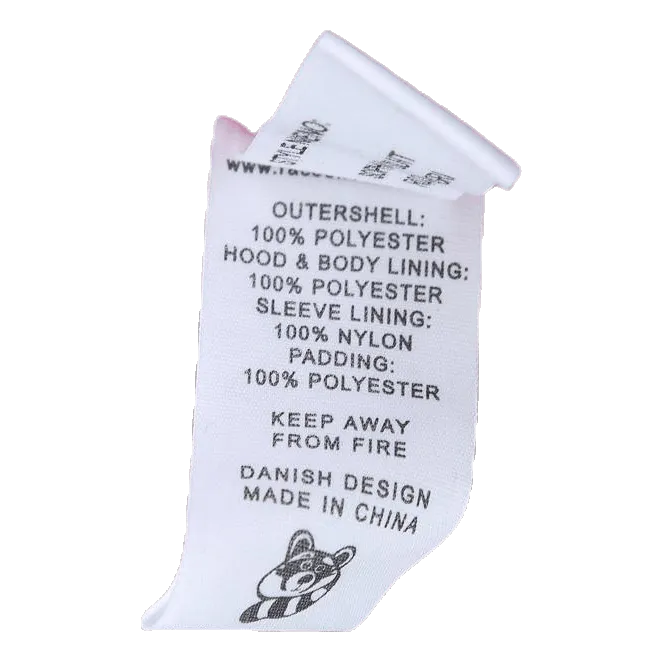 OUTERSHELL:
100% POLYESTER
HOOD & BODY LINING:
100% POLYESTER
SLEEVE LINING:
100% NYLON
PADDING:
100% POLYESTER
KEEP AWAY
FROM FIRE
DANISH DESIGN
MADE IN CHINA